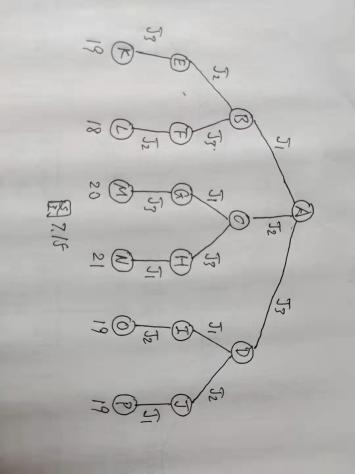 A
J1 J2 J3
B C D
J2 J3 J1 J3 J1 J2
E F G H I J
J3 J2 J3 J1 J2 J1
K L M N O P
19 18 20 21 19 19
图 7.15